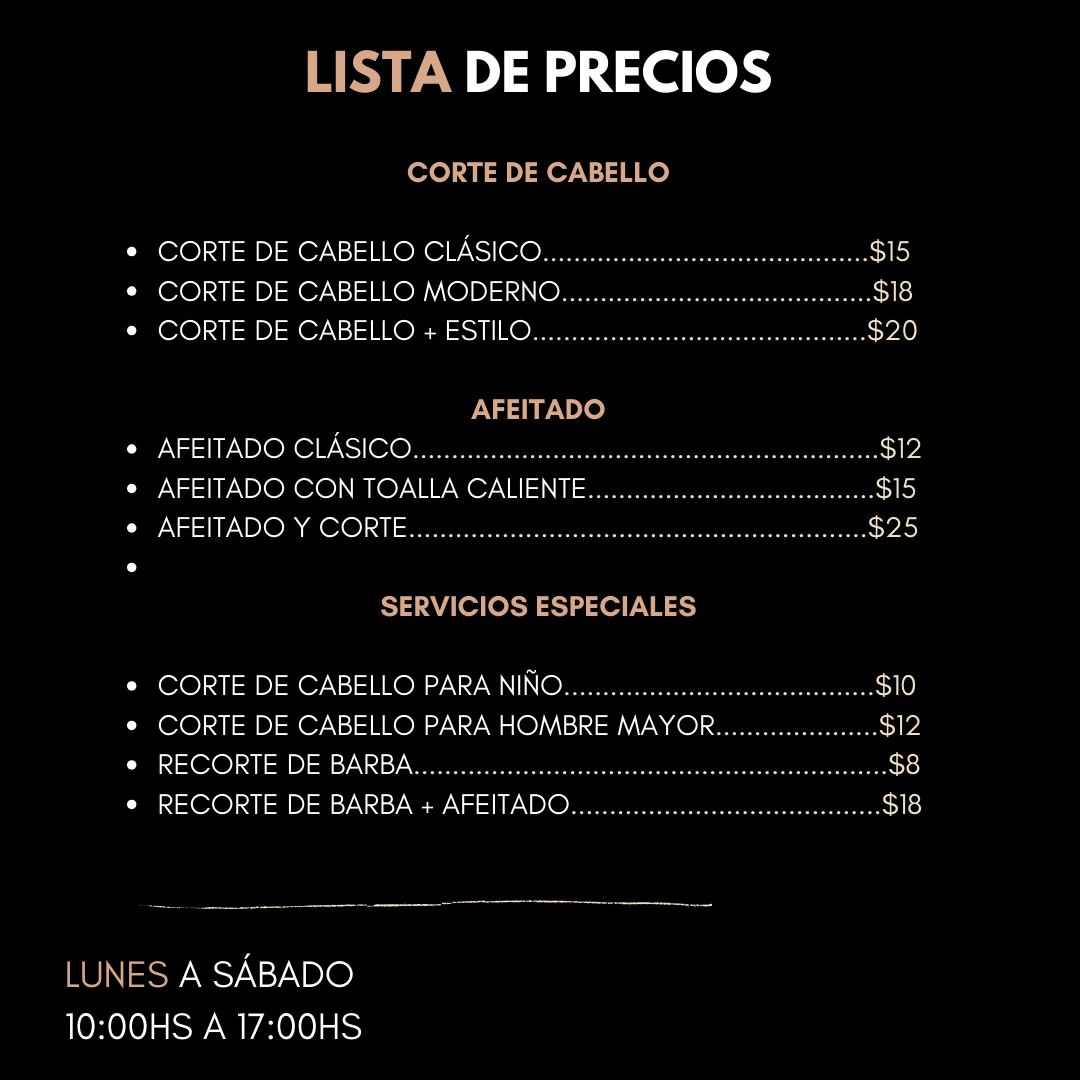 LISTA DE PRECIOS
CORTE DE CABELLO
• CORTE DE CABELLO CLÁSICO..........................................$15
• CORTE DE CABELLO MODERNO........................................$18
• CORTE DE CABELLO + ESTILO...........................................$20
AFEITADO
• AFEITADO CLÁSICO............................................................$12
• AFEITADO CON TOALLA CALIENTE.....................................$15
• AFEITADO Y CORTE...........................................................$25
•
SERVICIOS ESPECIALES
• CORTE DE CABELLO PARA NIÑO........................................$10
• CORTE DE CABELLO PARA HOMBRE MAYOR.....................$12
• RECORTE DE BARBA.............................................................$8
• RECORTE DE BARBA + AFEITADO........................................$18
LUNES A SÁBADO
10:00HS A 17:00HS